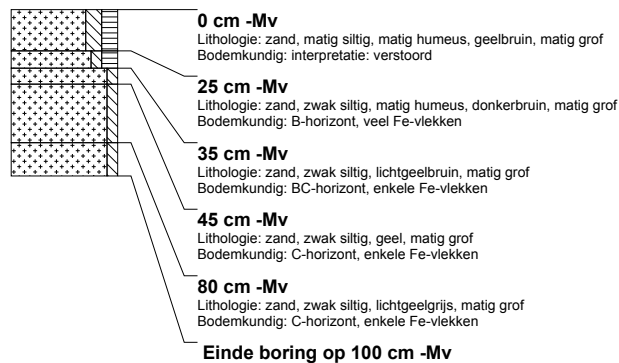 0 cm -Mv
Lithologie: zand, matig siltig, matig humeus, geelbruin, matig grof
Bodemkundig: interpretatie: verstoord
25 cm -Mv
Lithologie: zand, zwak siltig, matig humeus, donkerbruin, matig grof
Bodemkundig: B-horizont, veel Fe-vlekken
35 cm -Mv
Lithologie: zand, zwak siltig, lichtgeelbruin, matig grof
Bodemkundig: BC-horizont, enkele Fe-vlekken
45 cm -Mv
Lithologie: zand, zwak siltig, geel, matig grof
Bodemkundig: C-horizont, enkele Fe-vlekken
80 cm -Mv
Lithologie: zand, zwak siltig, lichtgeelgrijs, matig grof
Bodemkundig: C-horizont, enkele Fe-vlekken
Einde boring op 100 cm -Mv